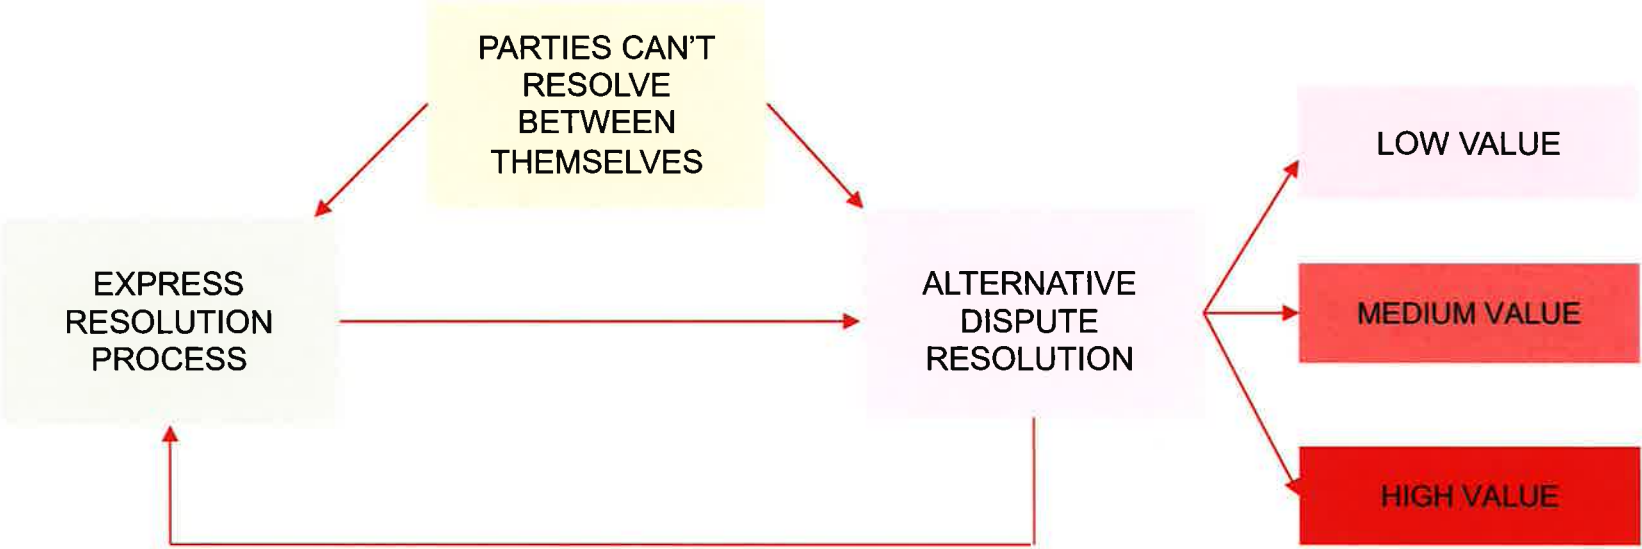 PARTIES CAN'T
RESOLVE
BETWEEN
THEMSELVES
LOW VALUE
EXPRESS
RESOLUTION
PROCESS
ALTERNATIVE
DISPUTE
RESOLUTION
MEDIUM VALUE
HIGH VALUE